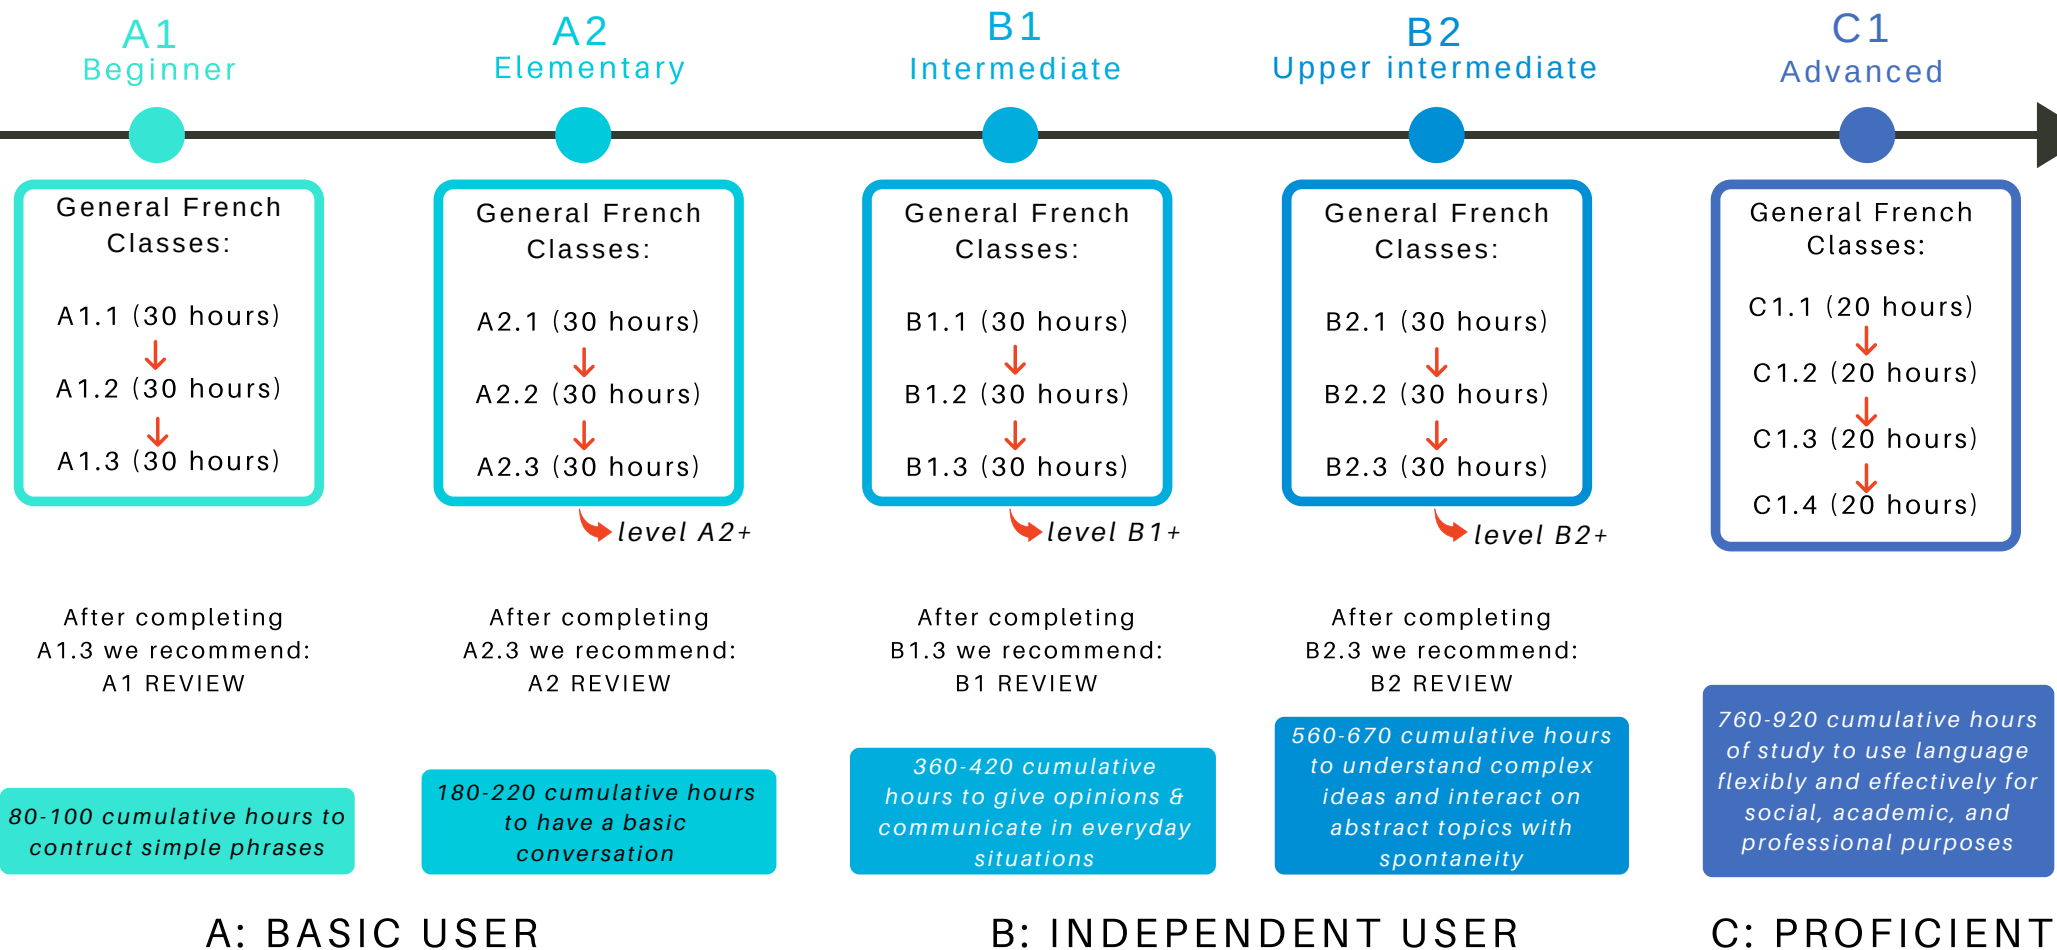 A1
Beginner
General French
Classes:
A1.1 (30 hours)
A1.2 (30 hours)
A1.3 (30 hours)
After completing
A1.3 we recommend:
A1 REVIEW
80-100 cumulative hours to
contruct simple phrases
A2
Elementary
General French
Classes:
A2.1 (30 hours)
A2.2 (30 hours)
A2.3 (30 hours)
level A2+
After completing
A2.3 we recommend:
A2 REVIEW
180-220 cumulative hours
to have a basic
conversation
B1
Intermediate
General French
Classes:
B1.1 (30 hours)
B1.2 (30 hours)
B1.3 (30 hours)
level B1+
After completing
B1.3 we recommend:
B1 REVIEW
360-420 cumulative
hours to give opinions &
communicate in everyday
situations
B2
Upper intermediate
General French
Classes:
B2.1 (30 hours)
B2.2 (30 hours)
B2.3 (30 hours)
level B2+
After completing
B2.3 we recommend:
B2 REVIEW
560-670 cumulative hours
to understand complex
ideas and interact on
abstract topics with
spontaneity
C1
Advanced
General French
Classes:
C1.1 (20 hours)
C1.2 (20 hours)
C1.3 (20 hours)
C1.4 (20 hours)
760-920 cumulative hours
of study to use language
flexibly and effectively for
social, academic, and
professional purposes
A: BASIC USER
B: INDEPENDENT USER
C: PROFICIENT